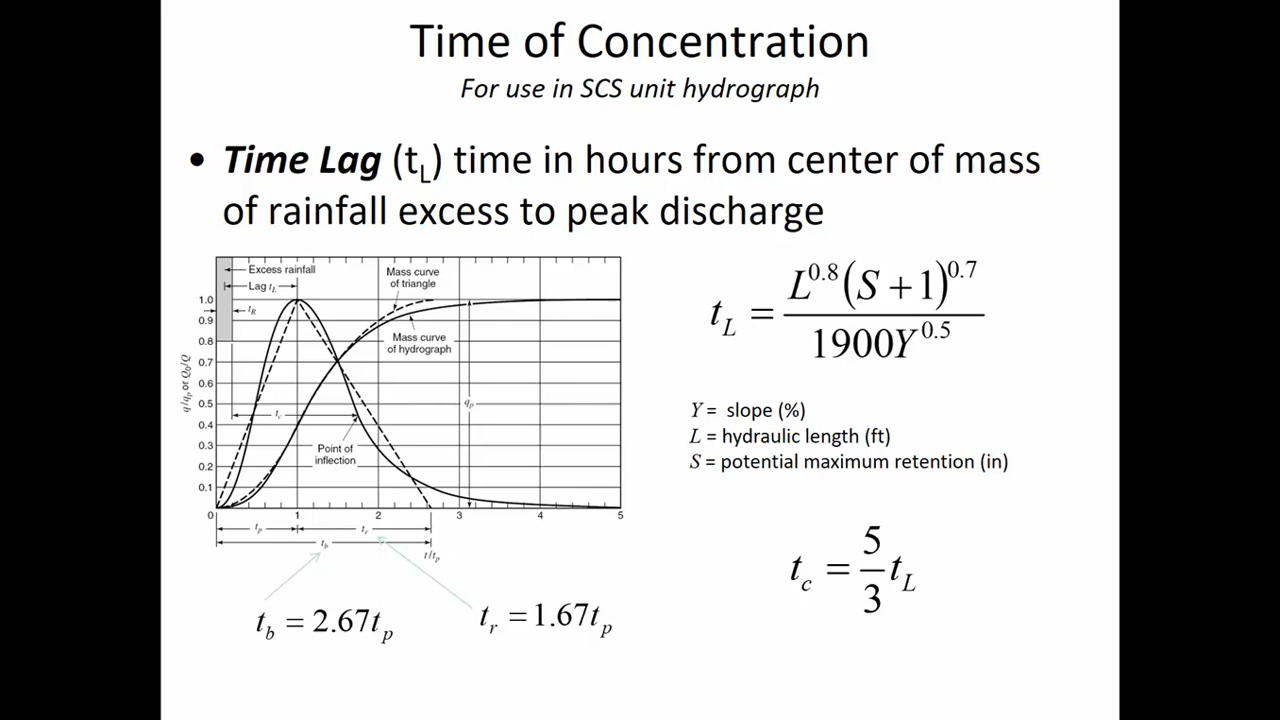 Time of Concentration
For use in SCS unit hydrograph
• Time Lag (t_L) time in hours from center of mass
of rainfall excess to peak discharge
Excess rainfall
Lag t_L
t_R
Mass curve
of triangle
Mass curve
of hydrograph
q/q_p or Q_0/Q
1.0
0.9
0.8
0.7
0.6
0.5
0.4
0.3
0.2
0.1
q_p
t_c
Point of
inflection
0 1 2 3 4 5
t_p t_r
t_b
t/t_p
t_b = 2.67t_p
t_r = 1.67t_p
t_L = L^0.8 (S + 1)^0.7 / 1900Y^0.5
Y = slope (%)
L = hydraulic length (ft)
S = potential maximum retention (in)
t_c = 5/3 t_L